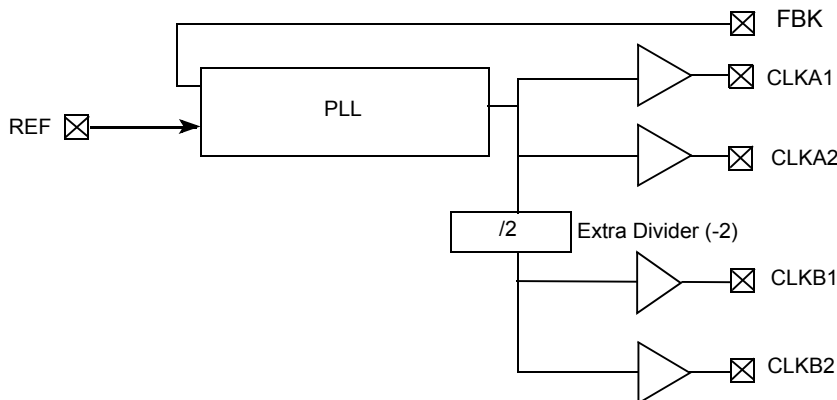 FBK
CLKA1
PLL
REF
CLKA2
/2
Extra Divider (-2)
CLKB1
CLKB2